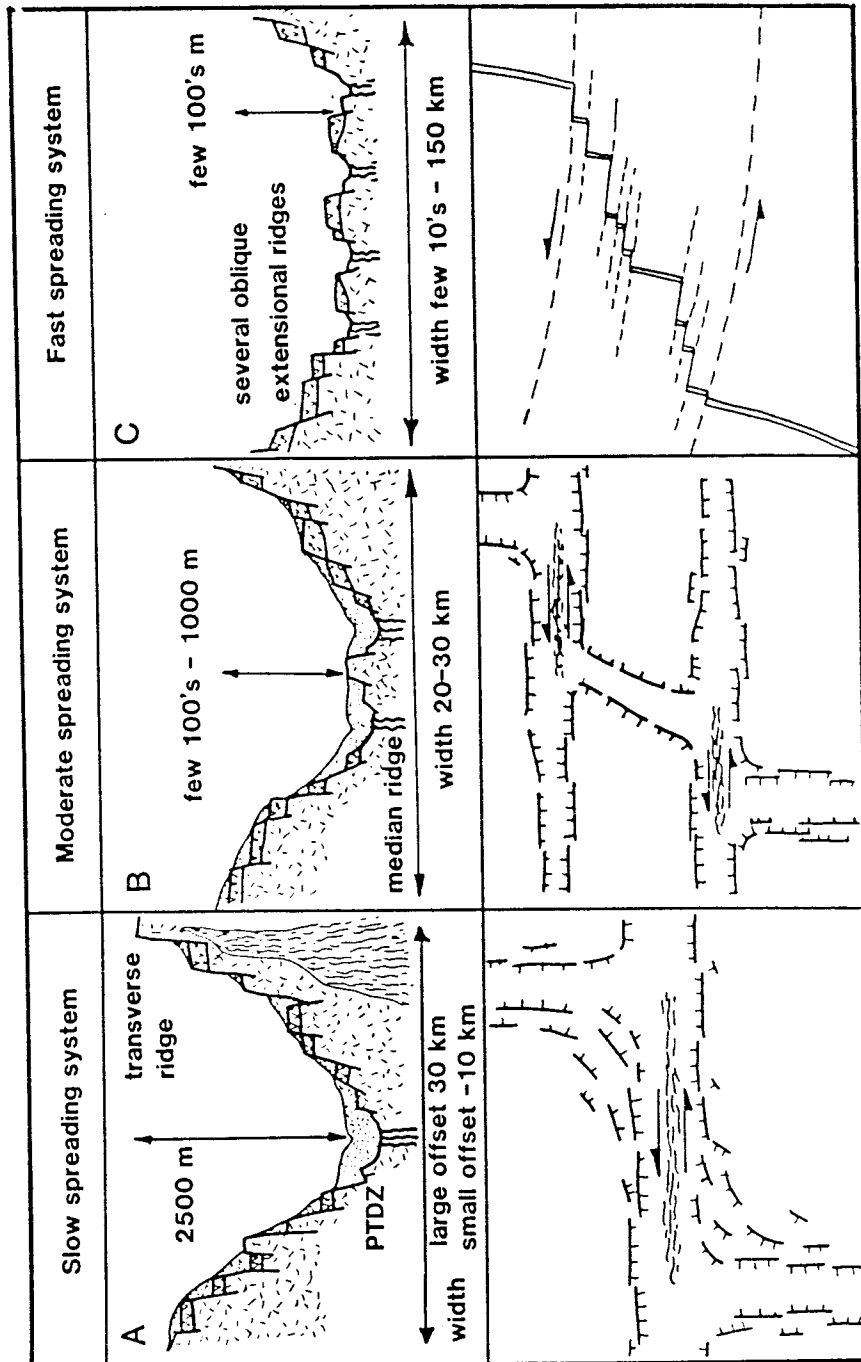 Slow spreading system
Moderate spreading system
Fast spreading system
A
2500 m
transverse
ridge
PTDZ
width
large offset 30 km
small offset -10 km
B
few 100's - 1000 m
median ridge
width 20-30 km
C
several oblique
extensional ridges
few 100's m
width few 10's - 150 km